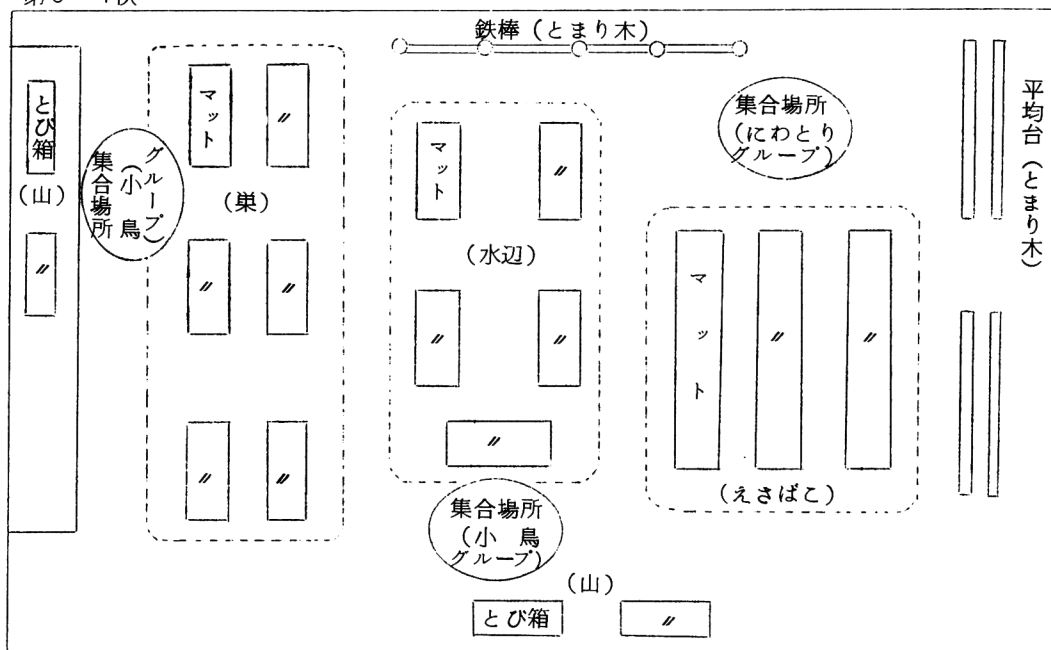 鉄棒（とまり木）
とび箱
（山）
〃
集合場所
（小鳥
グループ）
マット
〃
（巣）
〃
〃
〃
〃
マット
〃
（水辺）
〃
〃
〃
集合場所
（にわとり
グループ）
マット
〃
〃
（えさばこ）
平均台（とまり木）
集合場所
（小鳥
グループ）
（山）
とび箱
〃